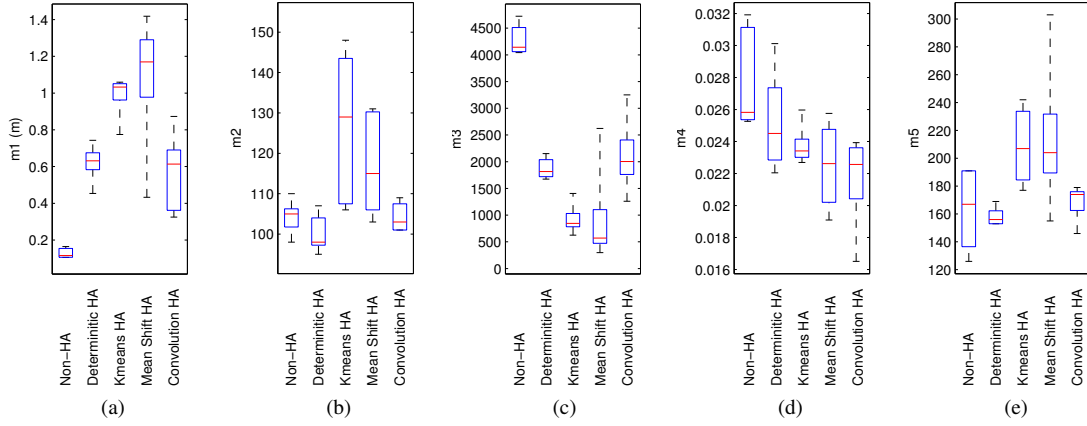 1.4
1.2
1
0.8
0.6
0.4
0.2
m1 (m)
Non-HA
Determinitic HA
Kmeans HA
Mean Shift HA
Convolution HA
(a)
150
140
130
120
110
100
m2
Non-HA
Determinitic HA
Kmeans HA
Mean Shift HA
Convolution HA
(b)
4500
4000
3500
3000
2500
2000
1500
1000
500
0
m3
Non-HA
Determinitic HA
Kmeans HA
Mean Shift HA
Convolution HA
(c)
0.032
0.03
0.028
0.026
0.024
0.022
0.02
0.018
0.016
m4
Non-HA
Determinitic HA
Kmeans HA
Mean Shift HA
Convolution HA
(d)
300
280
260
240
220
200
180
160
140
120
m5
Non-HA
Determinitic HA
Kmeans HA
Mean Shift HA
Convolution HA
(e)